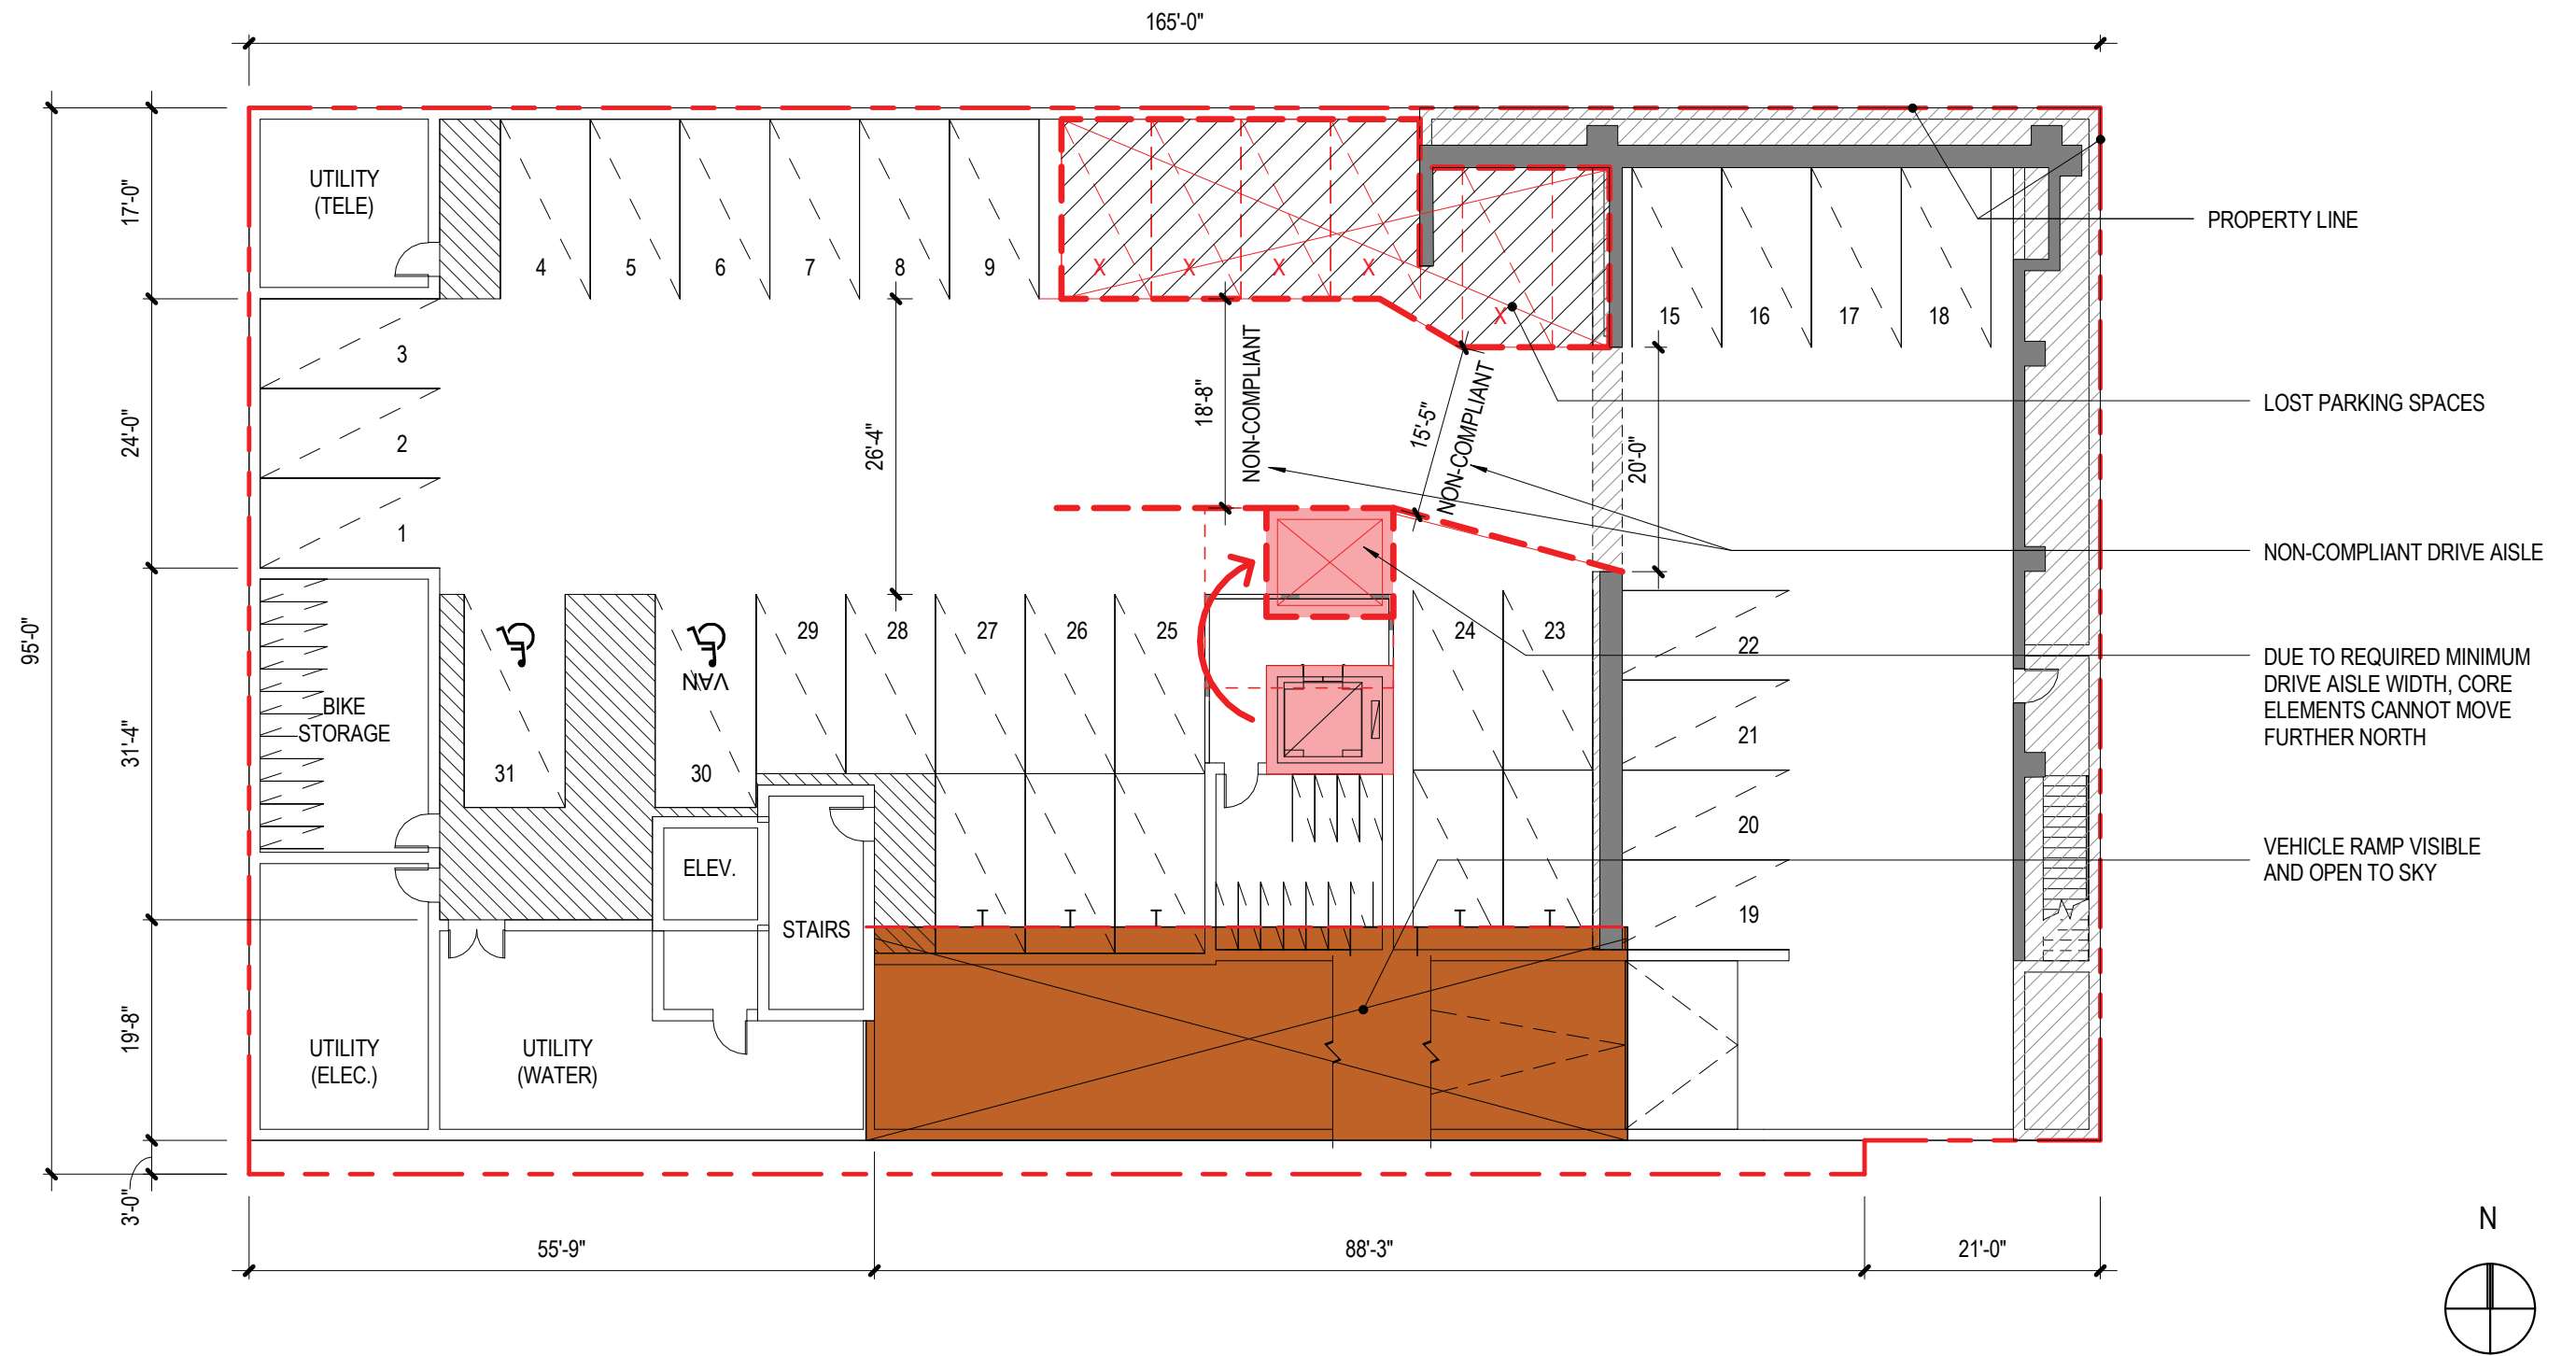 165'-0"
UTILITY
(TELE)
17'-0"
4
5
6
7
8
9
X
X
X
X
X
15
16
17
18
PROPERTY LINE
3
2
1
24'-0"
26'-4"
18'-8"
NON-COMPLIANT
15'-5"
NON-COMPLIANT
20'-0"
LOST PARKING SPACES
NON-COMPLIANT DRIVE AISLE
95'-0"
29
28
27
26
25
24
23
22
VAN
DUE TO REQUIRED MINIMUM
DRIVE AISLE WIDTH, CORE
ELEMENTS CANNOT MOVE
FURTHER NORTH
31'-4"
BIKE
STORAGE
31
30
21
20
19
ELEV.
STAIRS
T
T
T
T
T
VEHICLE RAMP VISIBLE
AND OPEN TO SKY
19'-8"
UTILITY
(ELEC.)
UTILITY
(WATER)
3'-0"
55'-9"
88'-3"
21'-0"
N